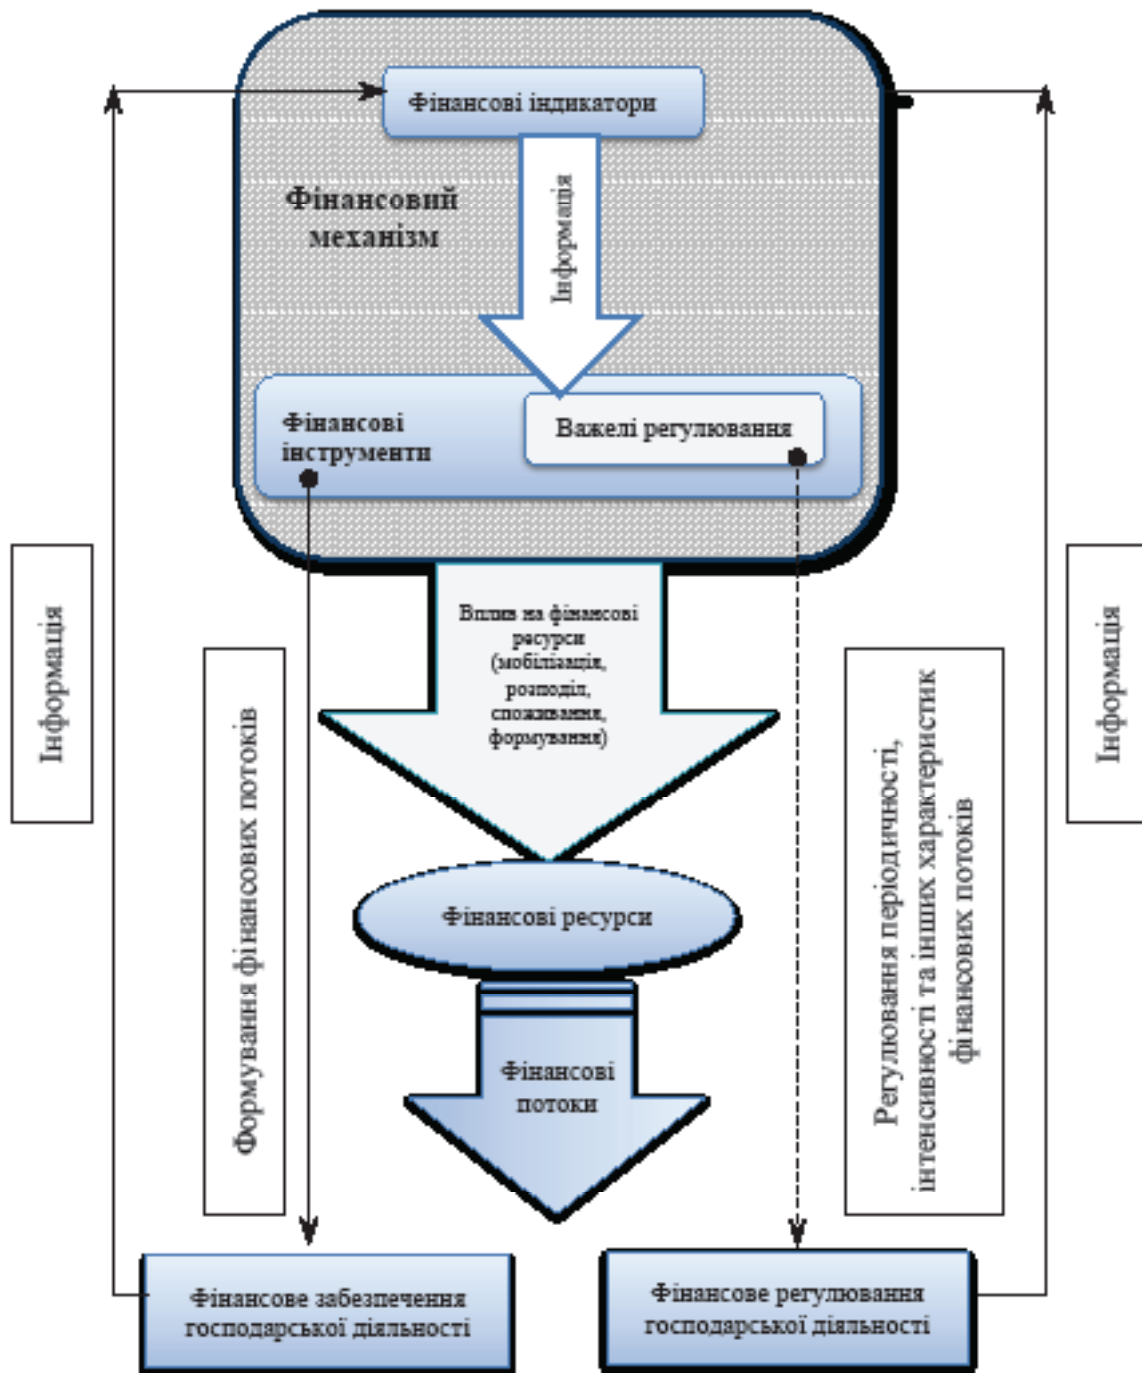 Фінансові індикатори
Інформація
Фінансовий
механізм
Фінансові
інструменти
Важелі регулювання
Вплив на фінансові
ресурси
(мобілізація,
розподіл,
споживання,
формування)
Інформація
Формування фінансових потоків
Регулювання періодичності,
інтенсивності та інших характеристик
фінансових потоків
Інформація
Фінансові ресурси
Фінансові
потоки
Фінансове забезпечення
господарської діяльності
Фінансове регулювання
господарської діяльності